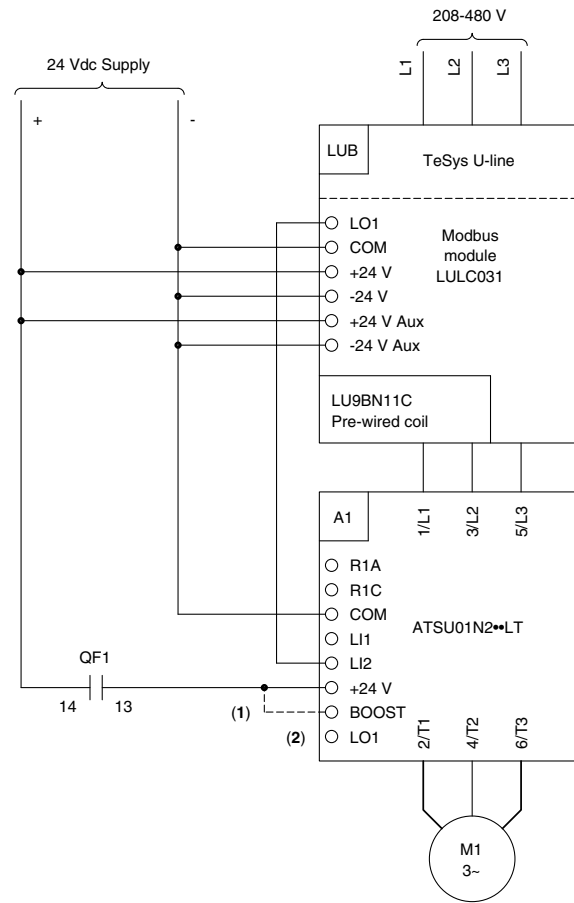 208-480 V
24 Vdc Supply
L1
L2
L3
+
-
LUB
TeSys U-line
LO1
COM
+24 V
-24 V
+24 V Aux
-24 V Aux
Modbus
module
LULC031
LU9BN11C
Pre-wired coil
A1
1/L1
3/L2
5/L3
R1A
R1C
COM
LI1
LI2
+24 V
BOOST
LO1
ATSU01N2••LT
QF1
14
13
(1)
(2)
2/T1
4/T2
6/T3
M1
3~